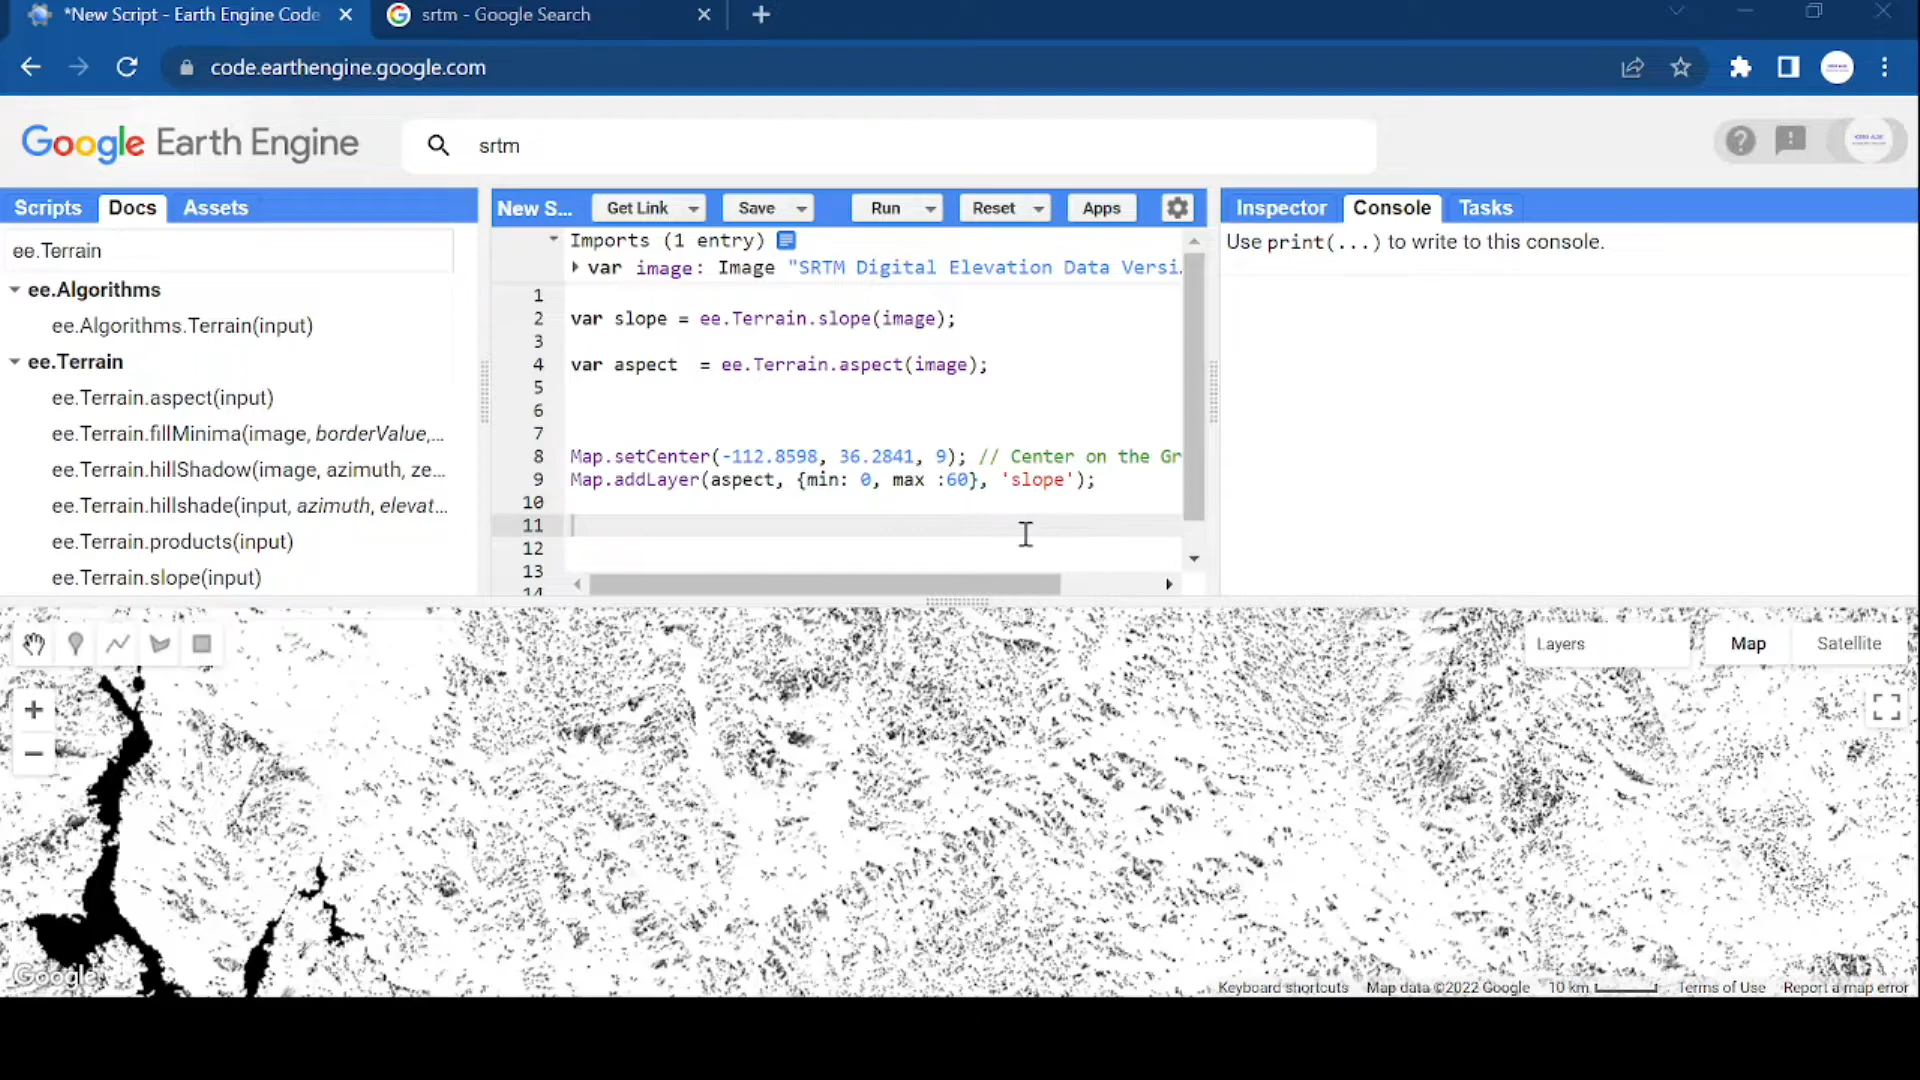 *New Script - Earth Engine Code
srtm - Google Search
code.earthengine.google.com
Google Earth Engine
srtm
Scripts
Docs
Assets
New S...
Get Link
Save
Run
Reset
Apps
Inspector
Console
Tasks
ee.Terrain
ee.Algorithms
ee.Algorithms.Terrain(input)
ee.Terrain
ee.Terrain.aspect(input)
ee.Terrain.fillMinima(image, borderValue,...
ee.Terrain.hillShadow(image, azimuth, ze...
ee.Terrain.hillshade(input, azimuth, elevat...
ee.Terrain.products(input)
ee.Terrain.slope(input)
Imports (1 entry)
var image: Image "SRTM Digital Elevation Data Versi
1
2 var slope = ee.Terrain.slope(image);
3
4 var aspect  = ee.Terrain.aspect(image);
5
6
7
8 Map.setCenter(-112.8598, 36.2841, 9); // Center on the Gr
9 Map.addLayer(aspect, {min: 0, max :60}, 'slope');
10
11
12
13
14
Use print(...) to write to this console.
Layers
Map
Satellite
Google
Keyboard shortcuts
Map data ©2022 Google
10 km
Terms of Use
Report a map error